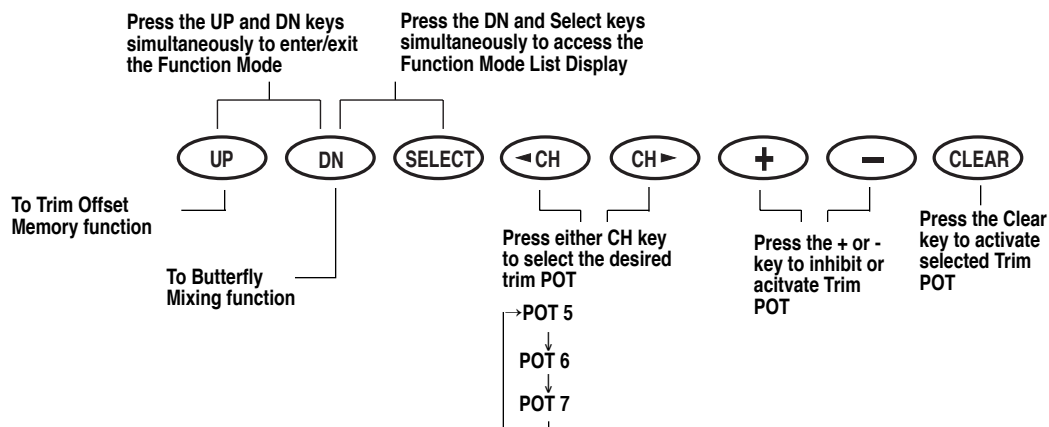 Press the UP and DN keys
simultaneously to enter/exit
the Function Mode
Press the DN and Select keys
simultaneously to access the
Function Mode List Display
UP
DN
SELECT
◄CH
CH►
+
−
CLEAR
To Trim Offset
Memory function
To Butterfly
Mixing function
Press either CH key
to select the desired
trim POT
Press the + or -
key to inhibit or
acitvate Trim
POT
Press the Clear
key to activate
selected Trim
POT
→POT 5
↓
POT 6
↓
POT 7